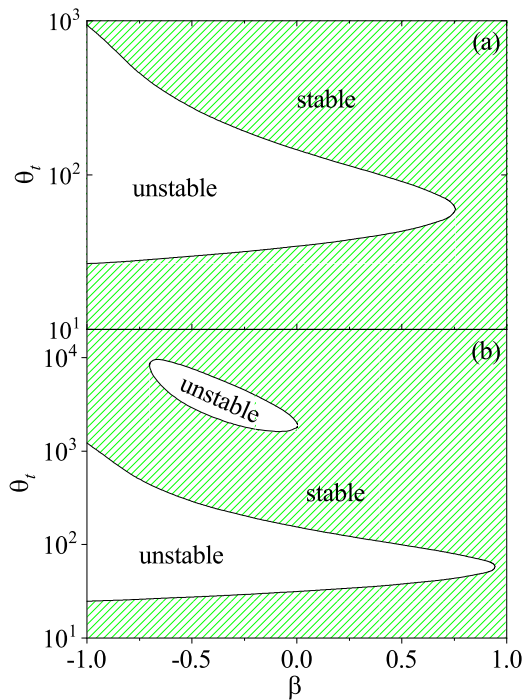 10³
(a)
stable
θt
10²
unstable
10¹
(b)
10⁴
unstable
10³
θt
stable
10²
unstable
10¹
-1.0 -0.5 0.0 0.5 1.0
β